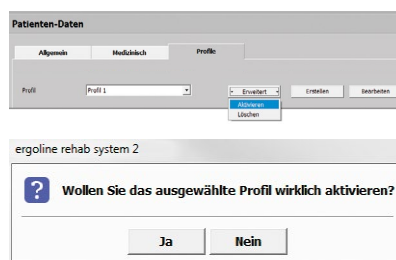 Patienten-Daten
Allgemein Medizinisch Profile
Profil Profil 1 - Erweitert - Erstellen Bearbeiten
Aktivieren
Löschen
ergoline rehab system 2
? Wollen Sie das ausgewählte Profil wirklich aktivieren?
Ja Nein